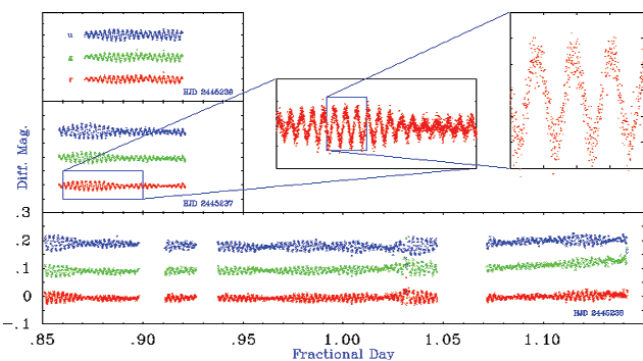 u
g
r
HJD 2445236
HJD 2445237
Diff. Mag.
.3
.2
.1
0
-.1
HJD 2445238
.85
.90
.95
1.00
1.05
1.10
Fractional Day